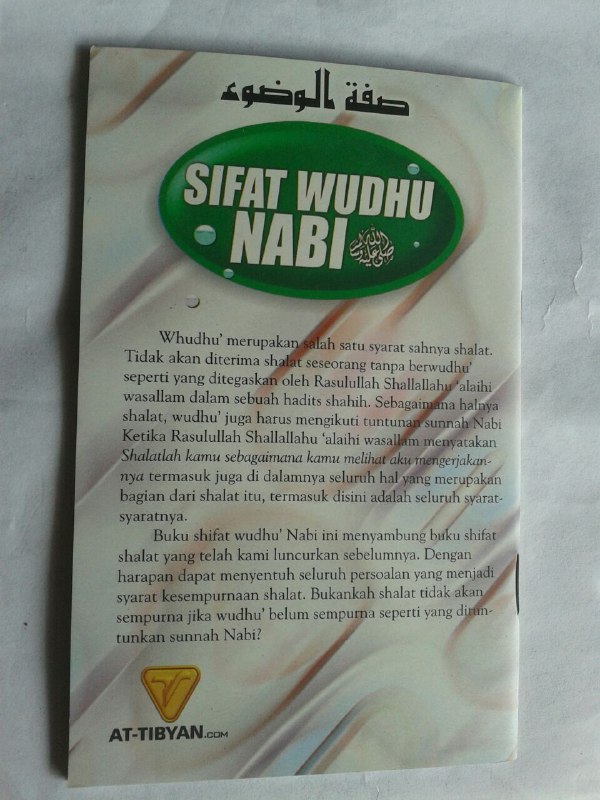 صفة الوضوء
SIFAT WUDHU
NABI ﷺ
Whudhu' merupakan salah satu syarat sahnya shalat.
Tidak akan diterima shalat seseorang tanpa berwudhu'
seperti yang ditegaskan oleh Rasulullah Shallallahu 'alaihi
wasallam dalam sebuah hadits shahih. Sebagaimana halnya
shalat, wudhu' juga harus mengikuti tuntunan sunnah Nabi
Ketika Rasulullah Shallallahu 'alaihi wasallam menyatakan
Shalatlah kamu sebagaimana kamu melihat aku mengerjakan-
nya termasuk juga di dalamnya seluruh hal yang merupakan
bagian dari shalat itu, termasuk disini adalah seluruh syarat-
syaratnya.
Buku shifat wudhu' Nabi ini menyambung buku shifat
shalat yang telah kami luncurkan sebelumnya. Dengan
harapan dapat menyentuh seluruh persoalan yang menjadi
syarat kesempurnaan shalat. Bukankah shalat tidak akan
sempurna jika wudhu' belum sempurna seperti yang ditun-
tunkan sunnah Nabi?
AT-TIBYAN.COM